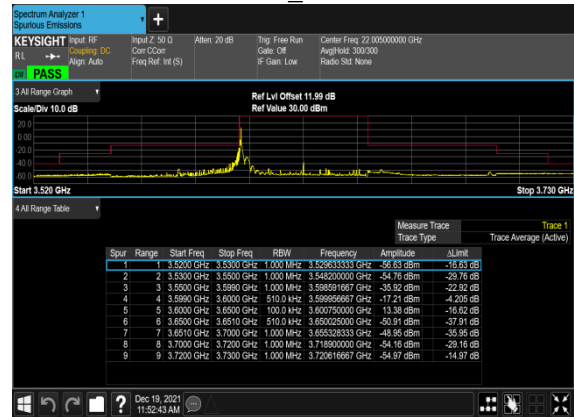 Spectrum Analyzer 1
Spurious Emissions
KEYSIGHT Input: RF Input Z: 50 Ω Atten: 20 dB Trig: Free Run Center Freq: 22.005000000 GHz
RL Coupling: DC Corr CCorr Gate: Off Avg|Hold: 300/300
Align: Auto Freq Ref: Int (S) IF Gain: Low Radio Std: None
PASS
3 All Range Graph
Ref Lvl Offset 11.99 dB
Scale/Div 10.0 dB Ref Value 30.00 dBm
20.0
0.00
-20.0
-40.0
-60.0
Start 3.520 GHz Stop 3.730 GHz
4 All Range Table
Measure Trace Trace 1
Trace Type Trace Average (Active)
Spur Range Start Freq Stop Freq RBW Frequency Amplitude ΔLimit
1 1 3.5200 GHz 3.5300 GHz 1.000 MHz 3.529633333 GHz -56.63 dBm -16.63 dB
2 2 3.5300 GHz 3.5500 GHz 1.000 MHz 3.548200000 GHz -54.76 dBm -29.76 dB
3 3 3.5500 GHz 3.5990 GHz 1.000 MHz 3.598591667 GHz -35.92 dBm -22.92 dB
4 4 3.5990 GHz 3.6000 GHz 510.0 kHz 3.599956667 GHz -17.21 dBm -4.205 dB
5 5 3.6000 GHz 3.6500 GHz 100.0 kHz 3.600750000 GHz 13.38 dBm -16.62 dB
6 6 3.6500 GHz 3.6510 GHz 510.0 kHz 3.650025000 GHz -50.91 dBm -37.91 dB
7 7 3.6510 GHz 3.7000 GHz 1.000 MHz 3.655328333 GHz -48.95 dBm -35.95 dB
8 8 3.7000 GHz 3.7200 GHz 1.000 MHz 3.718900000 GHz -54.16 dBm -29.16 dB
9 9 3.7200 GHz 3.7300 GHz 1.000 MHz 3.720616667 GHz -54.97 dBm -14.97 dB
? Dec 19, 2021
11:52:43 AM